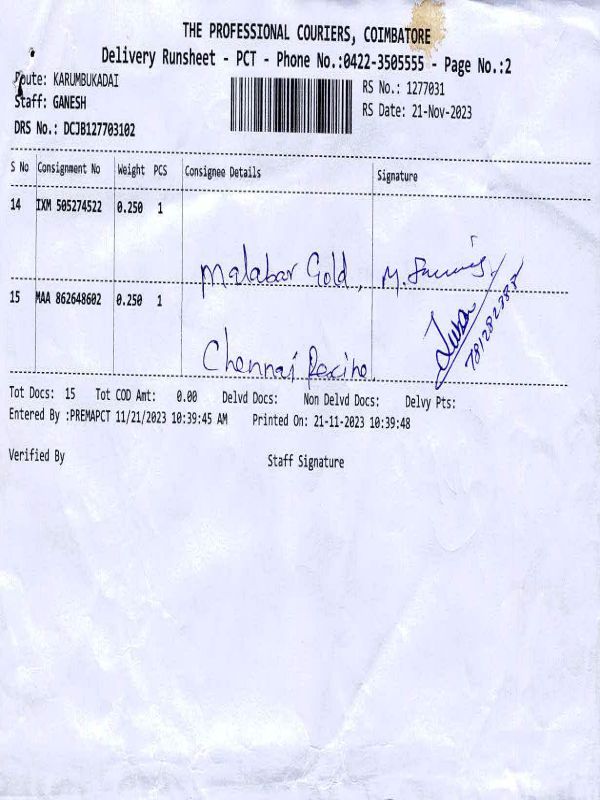 THE PROFESSIONAL COURIERS, COIMBATORE
Delivery Runsheet - PCT - Phone No.:0422-3505555 - Page No.:2
Route: KARUMBUKADAI
Staff: GANESH
DRS No.: DCJB127703102
RS No.: 1277031
RS Date: 21-Nov-2023
S No Consignment No Weight PCS Consignee Details Signature
14 IXM 505274522 0.250 1
Malabar Gold, M.
15 MAA 862648602 0.250 1
Chennai
Tot Docs: 15 Tot COD Amt: 0.00 Delvd Docs: Non Delvd Docs: Delvy Pts:
Entered By :PREMAPCT 11/21/2023 10:39:45 AM Printed On: 21-11-2023 10:39:48
Verified By Staff Signature